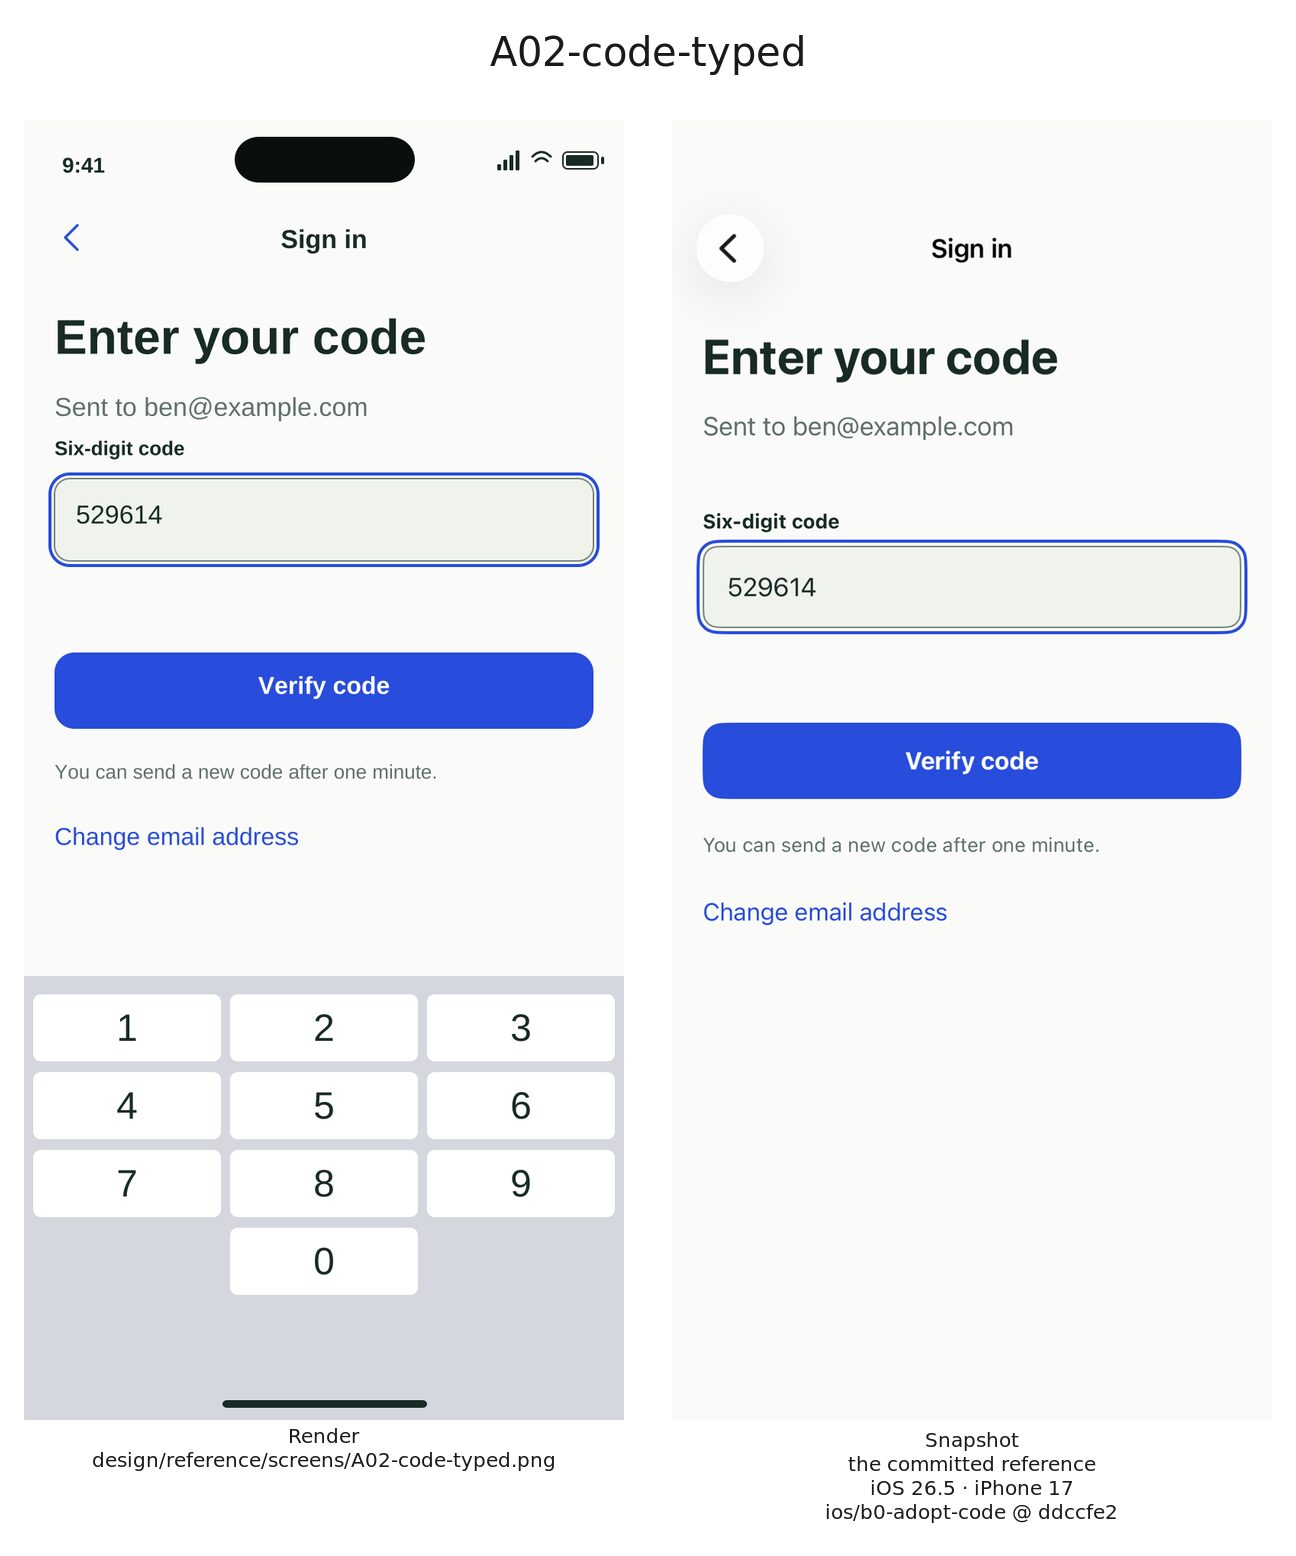 A02-code-typed
9:41
Sign in
Enter your code
Sent to ben@example.com
Six-digit code
529614
Verify code
You can send a new code after one minute.
Change email address
1 2 3
4 5 6
7 8 9
0
Render
design/reference/screens/A02-code-typed.png
Sign in
Enter your code
Sent to ben@example.com
Six-digit code
529614
Verify code
You can send a new code after one minute.
Change email address
Snapshot
the committed reference
iOS 26.5 · iPhone 17
ios/b0-adopt-code @ ddccfe2